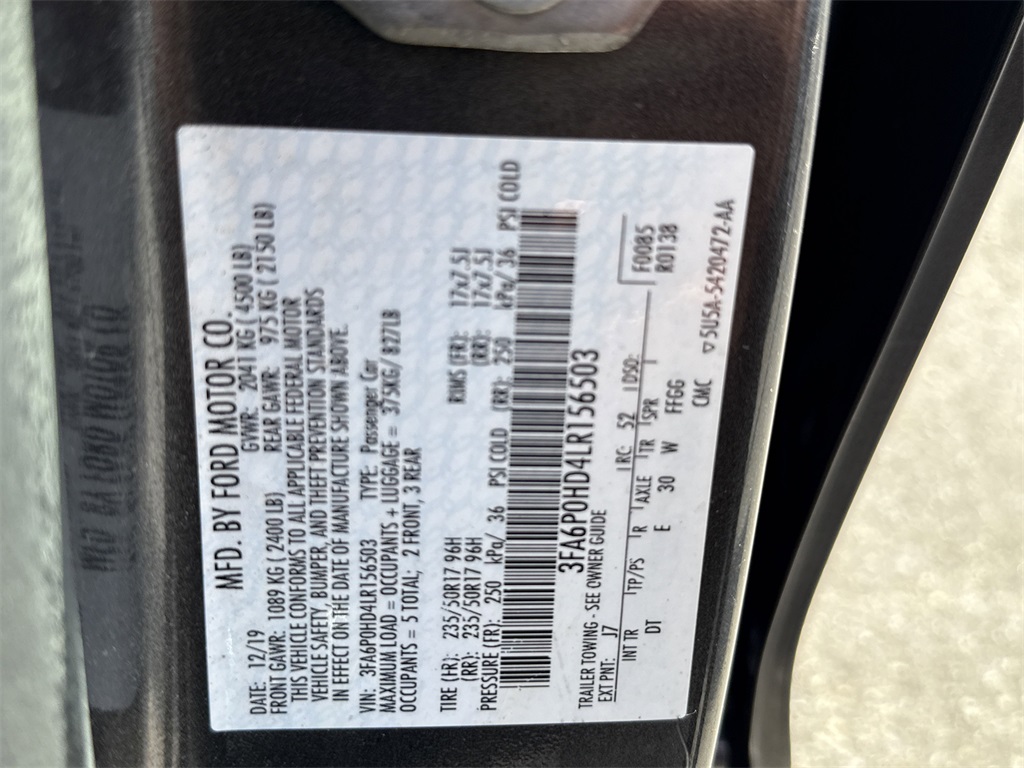 MFD. BY FORD MOTOR CO.
DATE: 12/19 GVWR: 2041 KG ( 4500 LB)
FRONT GAWR: 1089 KG ( 2400 LB) REAR GAWR: 975 KG ( 2150 LB)
THIS VEHICLE CONFORMS TO ALL APPLICABLE FEDERAL MOTOR
VEHICLE SAFETY, BUMPER, AND THEFT PREVENTION STANDARDS
IN EFFECT ON THE DATE OF MANUFACTURE SHOWN ABOVE.
VIN: 3FA6P0HD4LR156503 TYPE: Passenger Car
MAXIMUM LOAD = OCCUPANTS + LUGGAGE = 375KG/ 827LB
OCCUPANTS = 5 TOTAL; 2 FRONT, 3 REAR
TIRE (FR): 235/50R17 96H RIMS (FR): 17x7.5J
(RR): 235/50R17 96H (RR): 17x7.5J
PRESSURE (FR): 250 kPa/ 36 PSI COLD (RR): 250 kPa/ 36 PSI COLD
3FA6P0HD4LR156503
TRAILER TOWING - SEE OWNER GUIDE
EXT PNT: J7 RC: 52 DSO: F0085
INT TR TP/PS R AXLE TR SPR R0138
DT E 30 W FFGG
CMC ▽5U5A-5420472-AA